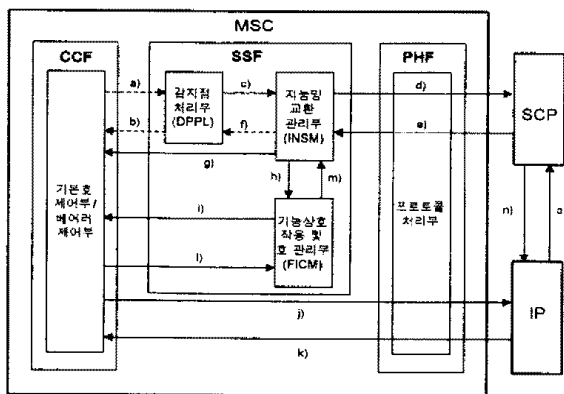 MSC
CCF
SSF
PHF
a)
b)
c)
d)
e)
f)
g)
h)
m)
i)
l)
j)
k)
n)
o
감지점
처리부
(DPPL)
지능망
교환
관리부
(INSM)
기본호
제어부/
베어러
제어부
기능상호
작용 및
호 관리부
(FICM)
프로토콜
처리부
SCP
IP